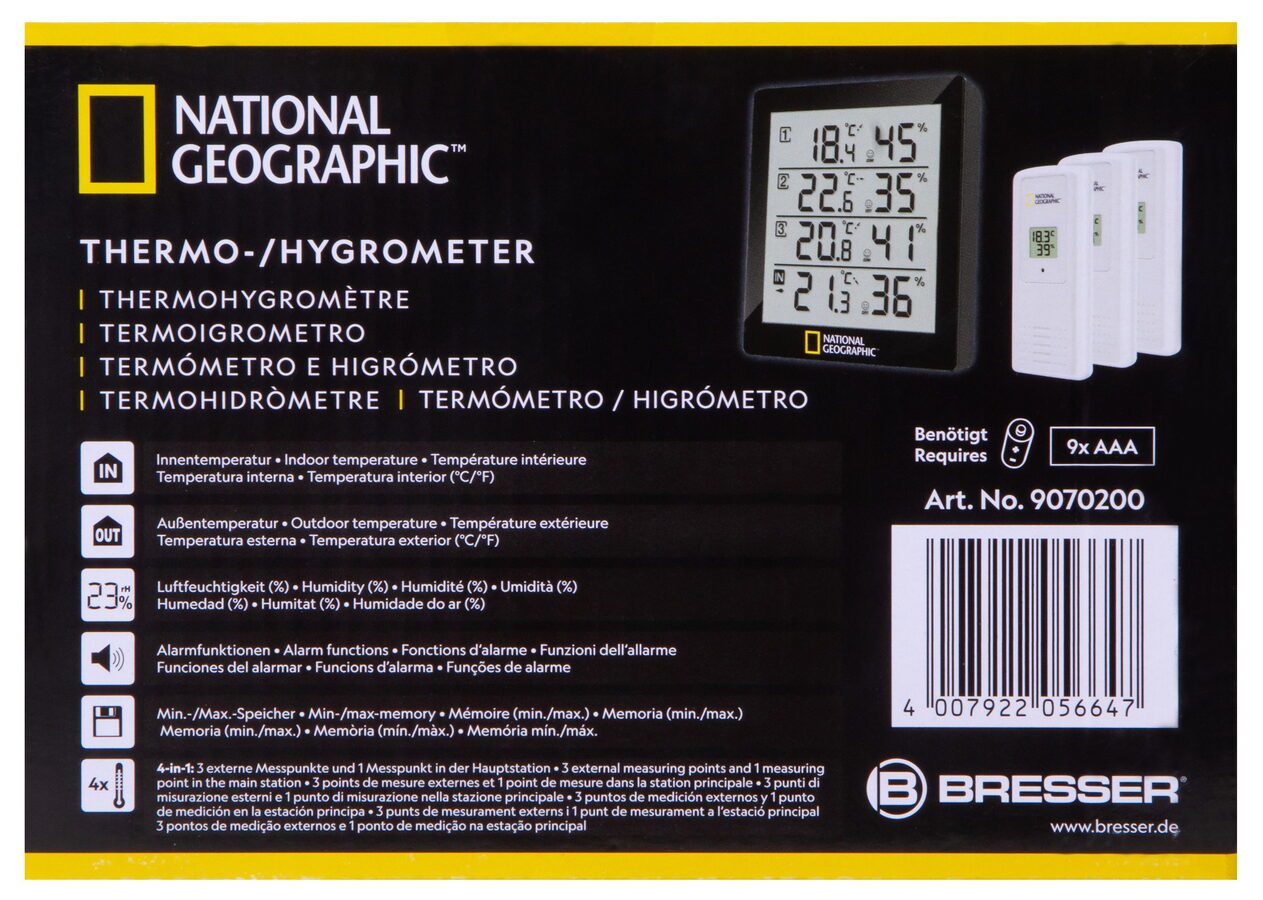 NATIONAL
GEOGRAPHIC™
THERMO-/HYGROMETER
THERMOHYGROMÈTRE
TERMOIGROMETRO
TERMÓMETRO E HIGRÓMETRO
TERMOHIDRÒMETRE | TERMÓMETRO / HIGRÓMETRO
1 18.4 °C 45 %
2 22.6 °C 35 %
3 20.8 °C 41 %
IN 21.3 °C 36 %
NATIONAL
GEOGRAPHIC
NATIONAL
GEOGRAPHIC
18.3 °C
39 %
Benötigt
Requires
9x AAA
Art. No. 9070200
IN
Innentemperatur • Indoor temperature • Température intérieure
Temperatura interna • Temperatura interior (°C/°F)
OUT
Außentemperatur • Outdoor temperature • Température extérieure
Temperatura esterna • Temperatura exterior (°C/°F)
23 rH %
Luftfeuchtigkeit (%) • Humidity (%) • Humidité (%) • Umidità (%)
Humedad (%) • Humitat (%) • Humidade do ar (%)
Alarmfunktionen • Alarm functions • Fonctions d'alarme • Funzioni dell'allarme
Funciones del alarmar • Funcions d'alarma • Funções de alarme
Min.-/Max.-Speicher • Min-/max-memory • Mémoire (min./max.) • Memoria (min./max.)
Memoria (min./max.) • Memòria (mín./màx.) • Memória mín./máx.
4x
4-in-1: 3 externe Messpunkte und 1 Messpunkt in der Hauptstation • 3 external measuring points and 1 measuring
point in the main station • 3 points de mesure externes et 1 point de mesure dans la station principale • 3 punti di
misurazione esterni e 1 punto di misurazione nella stazione principale • 3 puntos de medición externos y 1 punto
de medición en la estación principa • 3 punts de mesurament externs i 1 punt de mesurament a l'estació principal
3 pontos de medição externos e 1 ponto de medição na estação principal
4 007922 056647
B BRESSER®
www.bresser.de